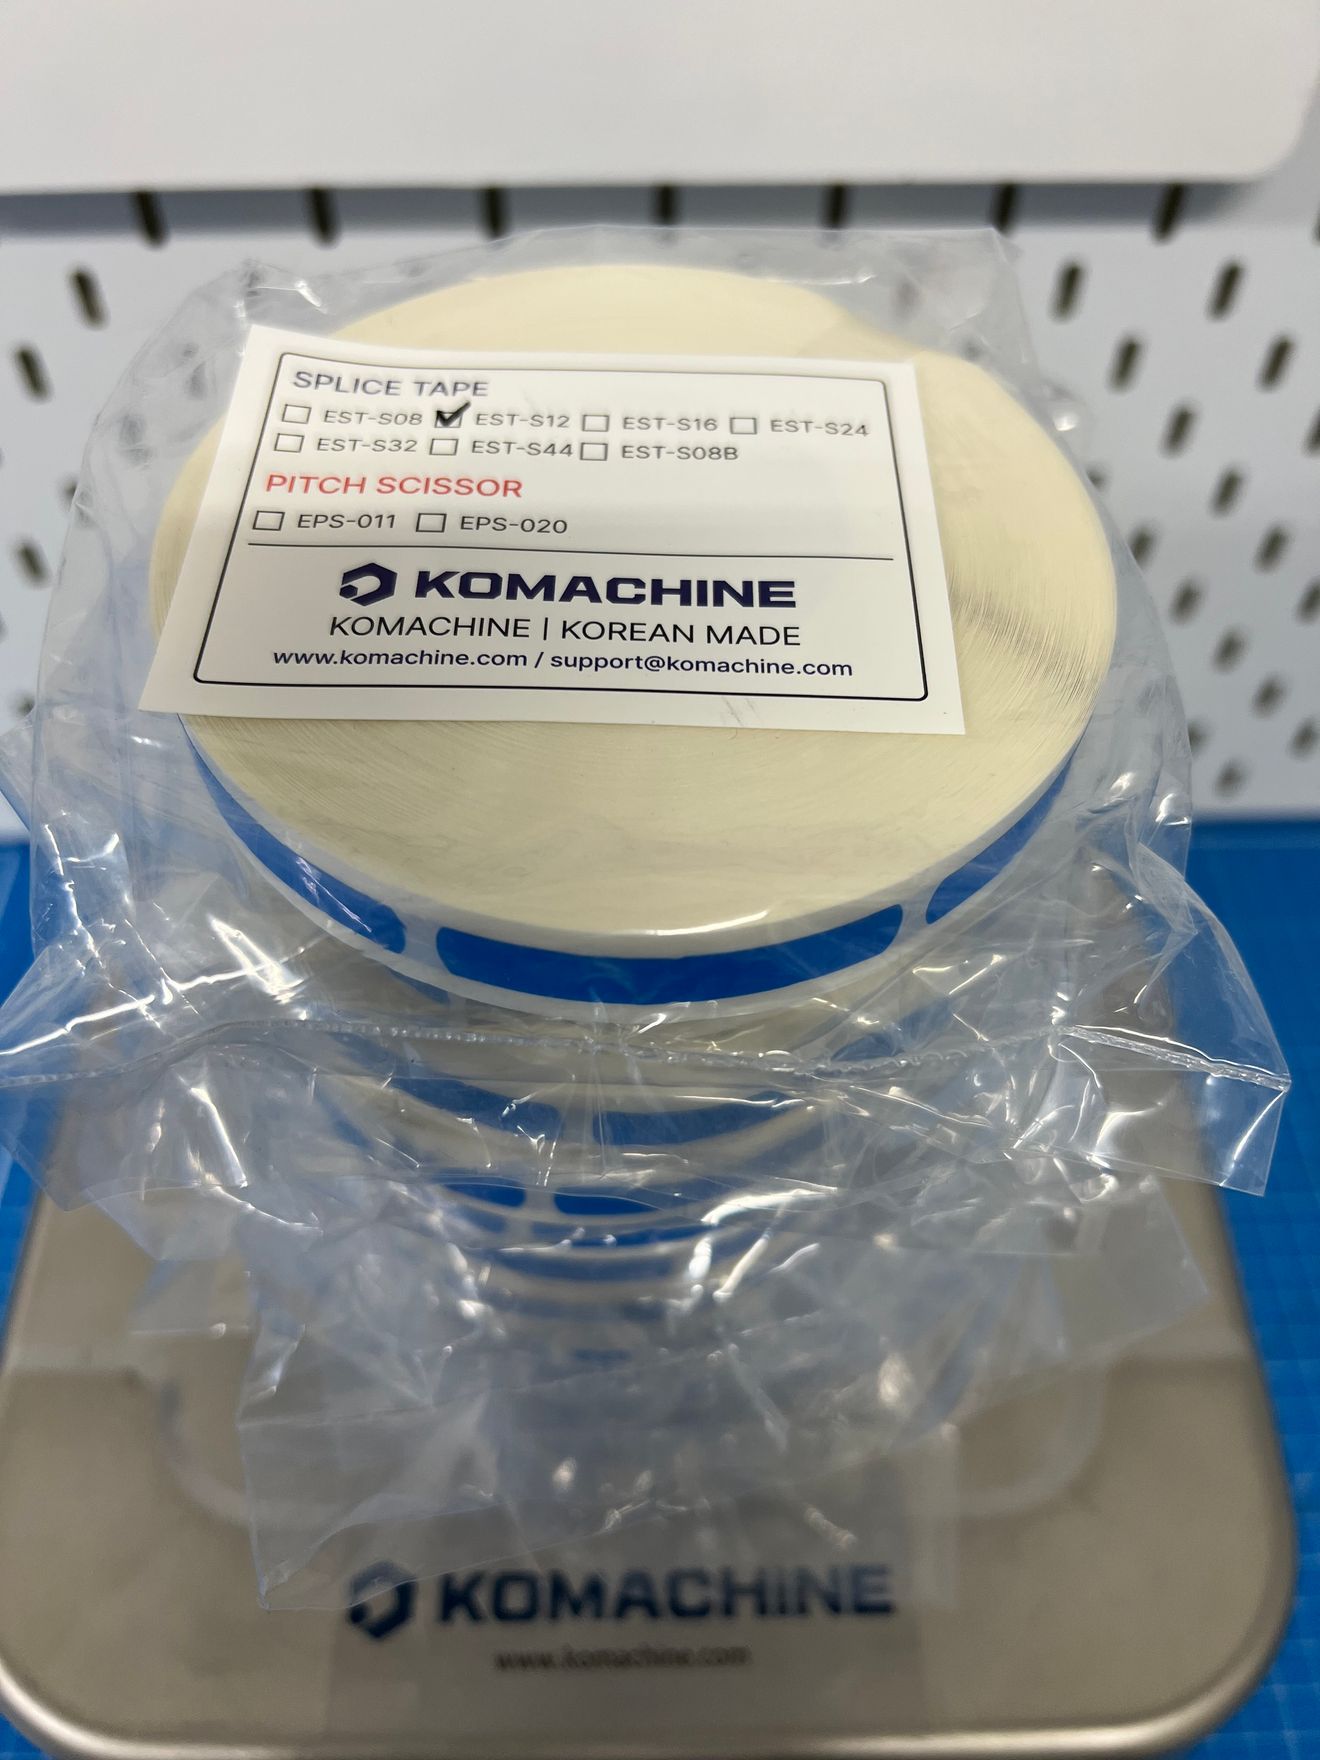 SPLICE TAPE
EST-S08 EST-S12 EST-S16 EST-S24
EST-S32 EST-S44 EST-S08B
PITCH SCISSOR
EPS-011 EPS-020
KOMACHINE
KOMACHINE | KOREAN MADE
www.komachine.com / support@komachine.com
KOMACHINE
www.komachine.com